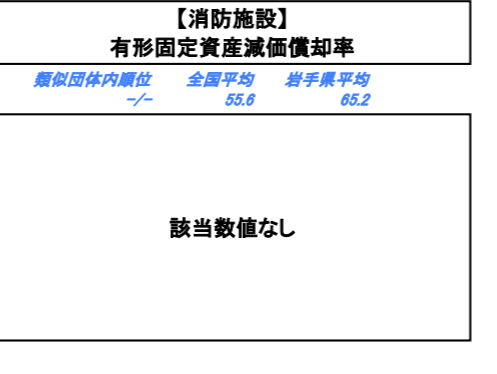 【消防施設】
有形固定資産減価償却率
類似団体内順位 全国平均 岩手県平均
-/- 55.6 65.2
該当数値なし